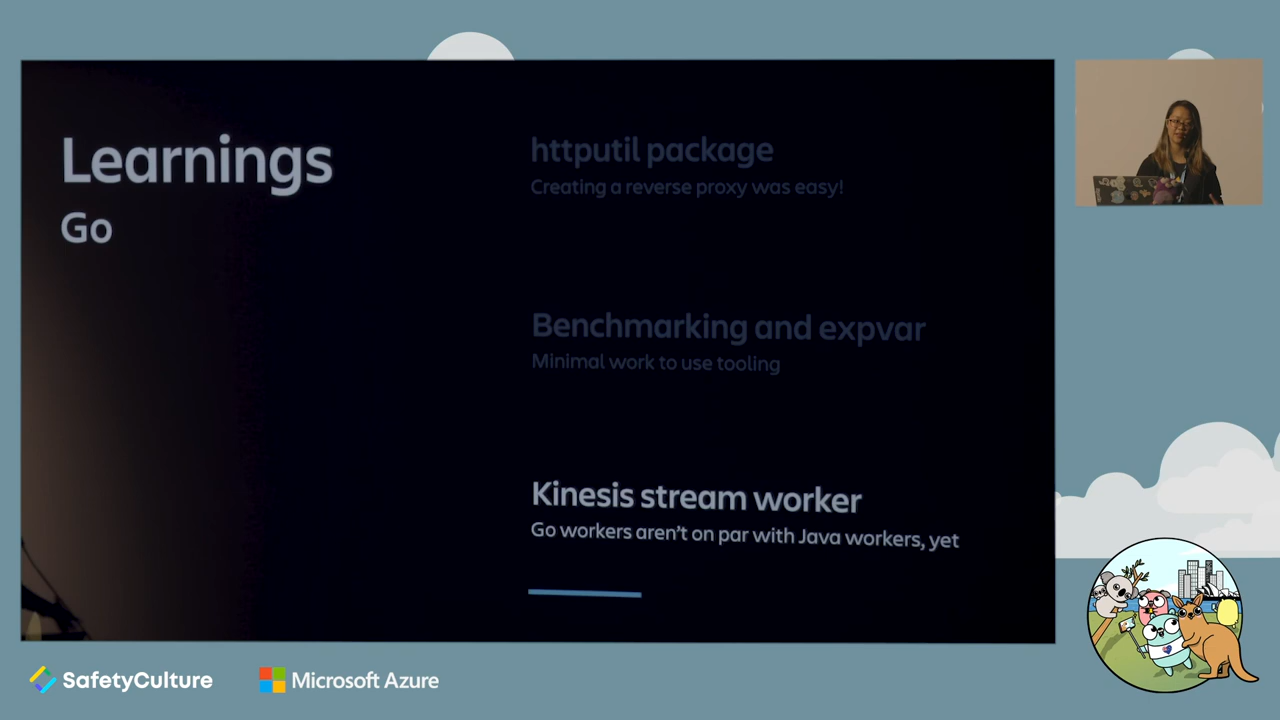 Learnings
Go
httputil package
Creating a reverse proxy was easy!
Benchmarking and expvar
Minimal work to use tooling
Kinesis stream worker
Go workers aren't on par with Java workers, yet
SafetyCulture
Microsoft Azure